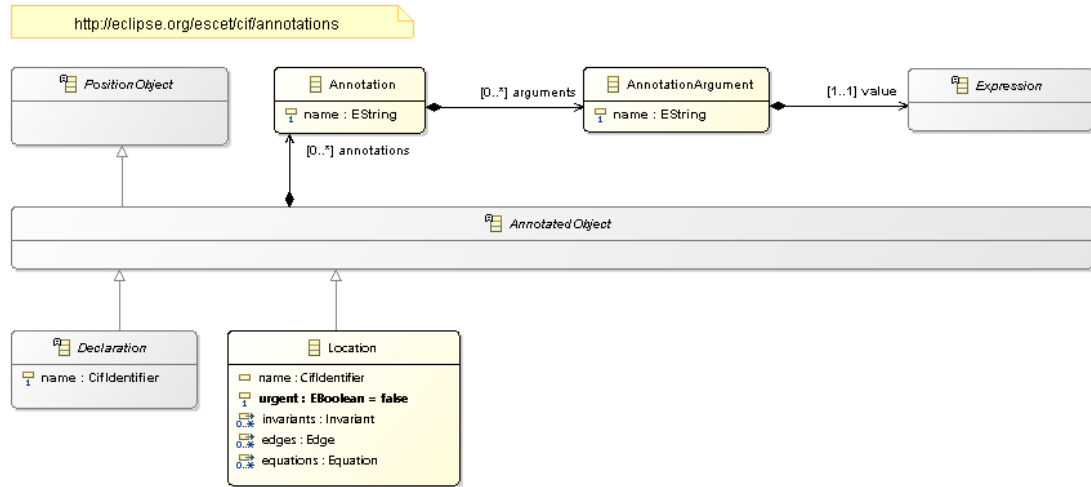 http://eclipse.org/escet/cif/annotations
PositionObject
Annotation
name : EString
[0..*] arguments
AnnotationArgument
name : EString
[1..1] value
Expression
[0..*] annotations
AnnotatedObject
Declaration
name : CifIdentifier
Location
name : CifIdentifier
urgent : EBoolean = false
invariants : Invariant
edges : Edge
equations : Equation